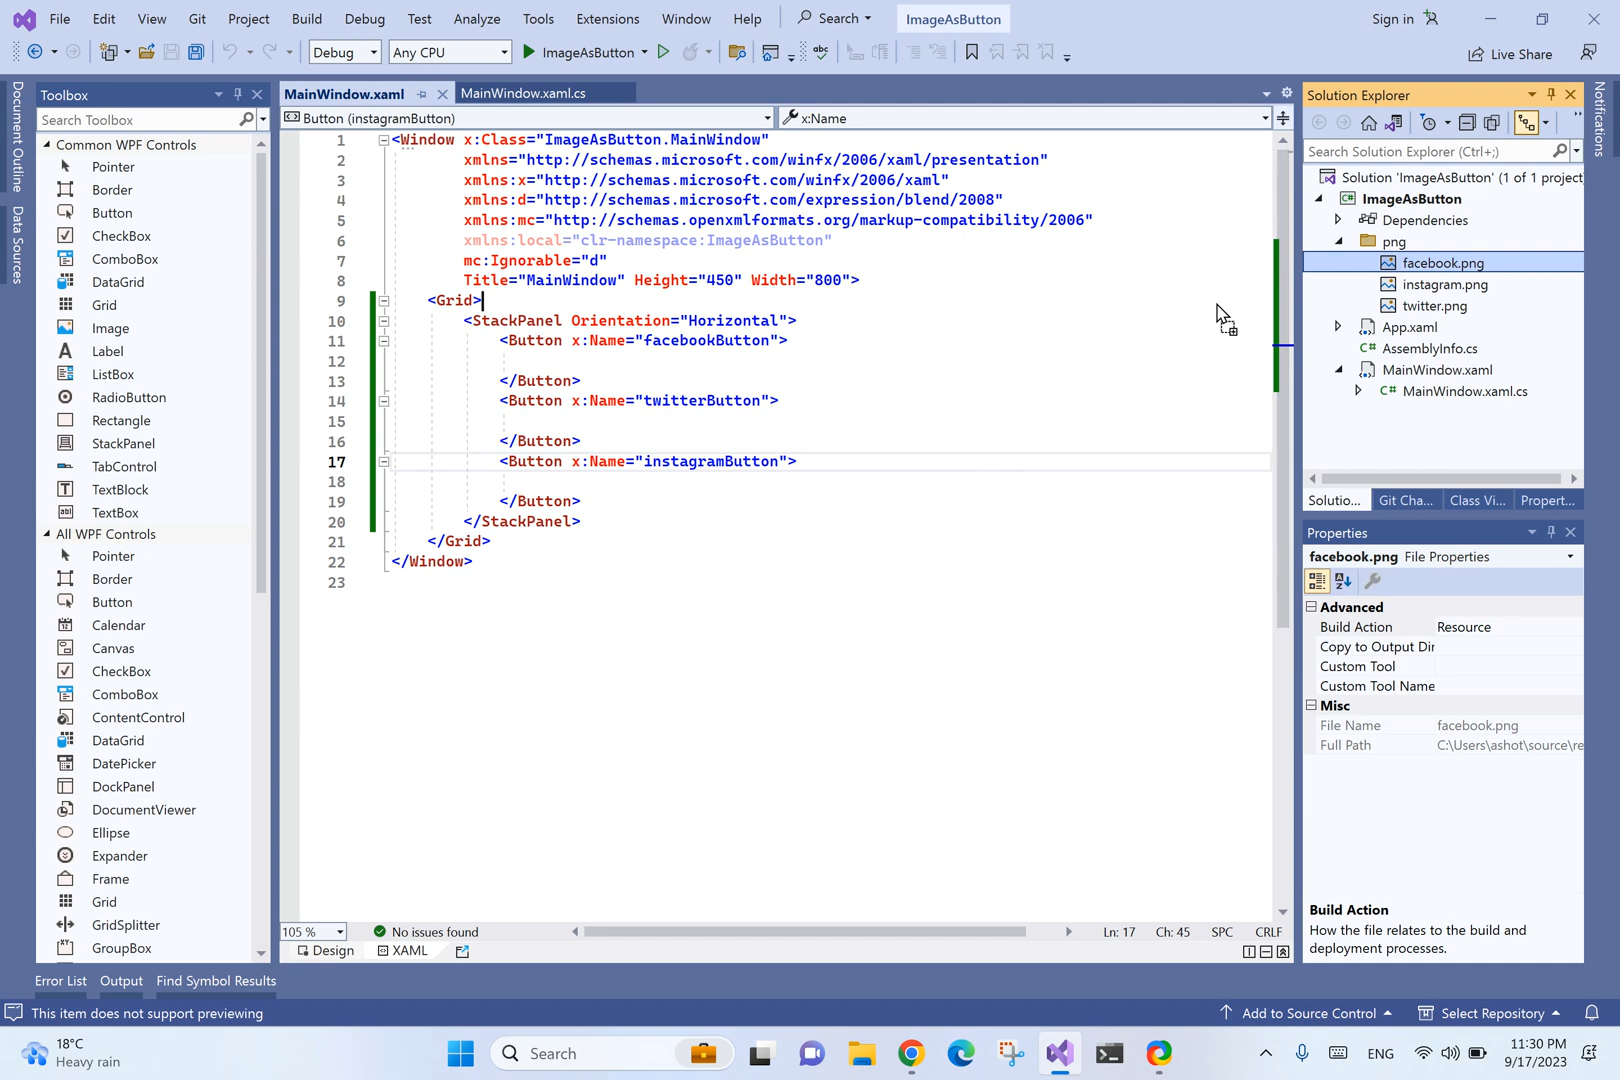 File Edit View Git Project Build Debug Test Analyze Tools Extensions Window Help Search ImageAsButton Sign in
Debug Any CPU ImageAsButton Live Share
Document Outline
Data Sources
Toolbox
Search Toolbox
Common WPF Controls
Pointer
Border
Button
CheckBox
ComboBox
DataGrid
Grid
Image
Label
ListBox
RadioButton
Rectangle
StackPanel
TabControl
TextBlock
TextBox
All WPF Controls
Pointer
Border
Button
Calendar
Canvas
CheckBox
ComboBox
ContentControl
DataGrid
DatePicker
DockPanel
DocumentViewer
Ellipse
Expander
Frame
Grid
GridSplitter
GroupBox
MainWindow.xaml MainWindow.xaml.cs
Button (instagramButton) x:Name
1 <Window x:Class="ImageAsButton.MainWindow"
2 xmlns="http://schemas.microsoft.com/winfx/2006/xaml/presentation"
3 xmlns:x="http://schemas.microsoft.com/winfx/2006/xaml"
4 xmlns:d="http://schemas.microsoft.com/expression/blend/2008"
5 xmlns:mc="http://schemas.openxmlformats.org/markup-compatibility/2006"
6 xmlns:local="clr-namespace:ImageAsButton"
7 mc:Ignorable="d"
8 Title="MainWindow" Height="450" Width="800">
9 <Grid>
10 <StackPanel Orientation="Horizontal">
11 <Button x:Name="facebookButton">
12
13 </Button>
14 <Button x:Name="twitterButton">
15
16 </Button>
17 <Button x:Name="instagramButton">
18
19 </Button>
20 </StackPanel>
21 </Grid>
22 </Window>
23
105 % No issues found Ln: 17 Ch: 45 SPC CRLF
Design XAML
Solution Explorer
Search Solution Explorer (Ctrl+;)
Solution 'ImageAsButton' (1 of 1 project)
ImageAsButton
Dependencies
png
facebook.png
instagram.png
twitter.png
App.xaml
C# AssemblyInfo.cs
MainWindow.xaml
C# MainWindow.xaml.cs
Solutio... Git Cha... Class Vi... Propert...
Notifications
Properties
facebook.png File Properties
Advanced
Build Action Resource
Copy to Output Dir
Custom Tool
Custom Tool Name
Misc
File Name facebook.png
Full Path C:\Users\ashot\source\re
Build Action
How the file relates to the build and
deployment processes.
Error List Output Find Symbol Results
This item does not support previewing Add to Source Control Select Repository
18°C
Heavy rain
Search
ENG
11:30 PM
9/17/2023